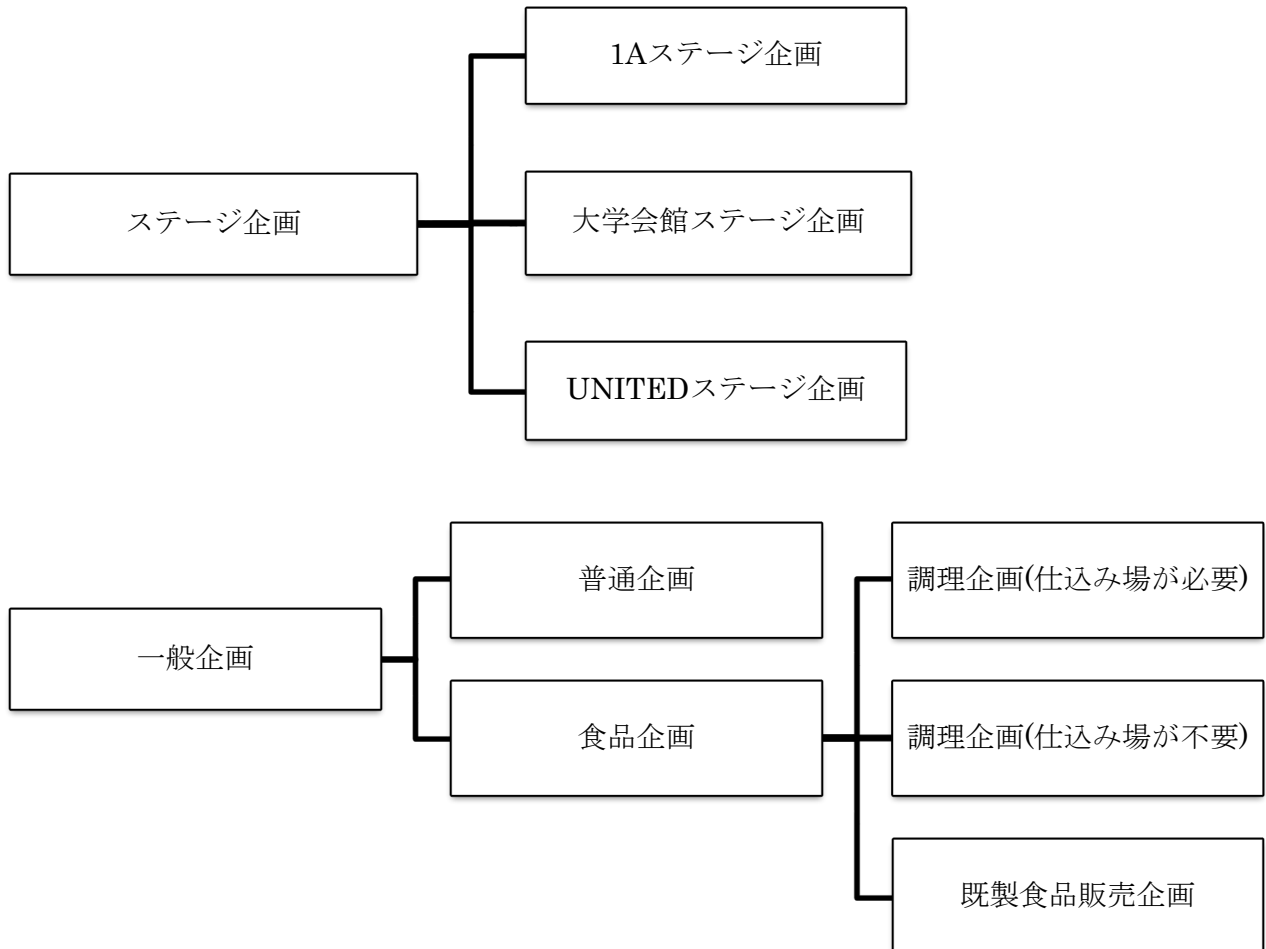 1Aステージ企画
ステージ企画
大学会館ステージ企画
UNITEDステージ企画
一般企画
普通企画
食品企画
調理企画(仕込み場が必要)
調理企画(仕込み場が不要)
既製食品販売企画